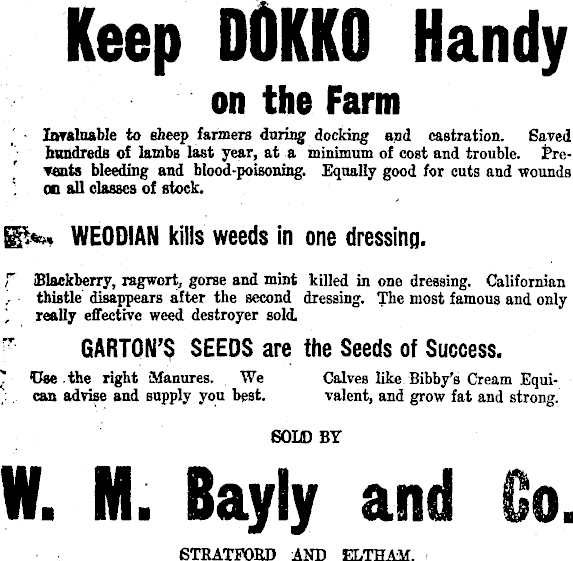 Keep DOKKO Handy
on the Farm
Invaluable to sheep farmers during docking and castration. Saved
hundreds of lambs last year, at a minimum of cost and trouble. Pre-
vents bleeding and blood-poisoning. Equally good for cuts and wounds
on all classes of stock.
WEODIAN kills weeds in one dressing.
Blackberry, ragwort, gorse and mint killed in one dressing. Californian
thistle disappears after the second dressing. The most famous and only
really effective weed destroyer sold.
GARTON'S SEEDS are the Seeds of Success.
Use the right Manures. We
can advise and supply you best.
Calves like Bibby's Cream Equi-
valent, and grow fat and strong.
SOLD BY
W. M. Bayly and Co.
STRATFORD AND ELTHAM.